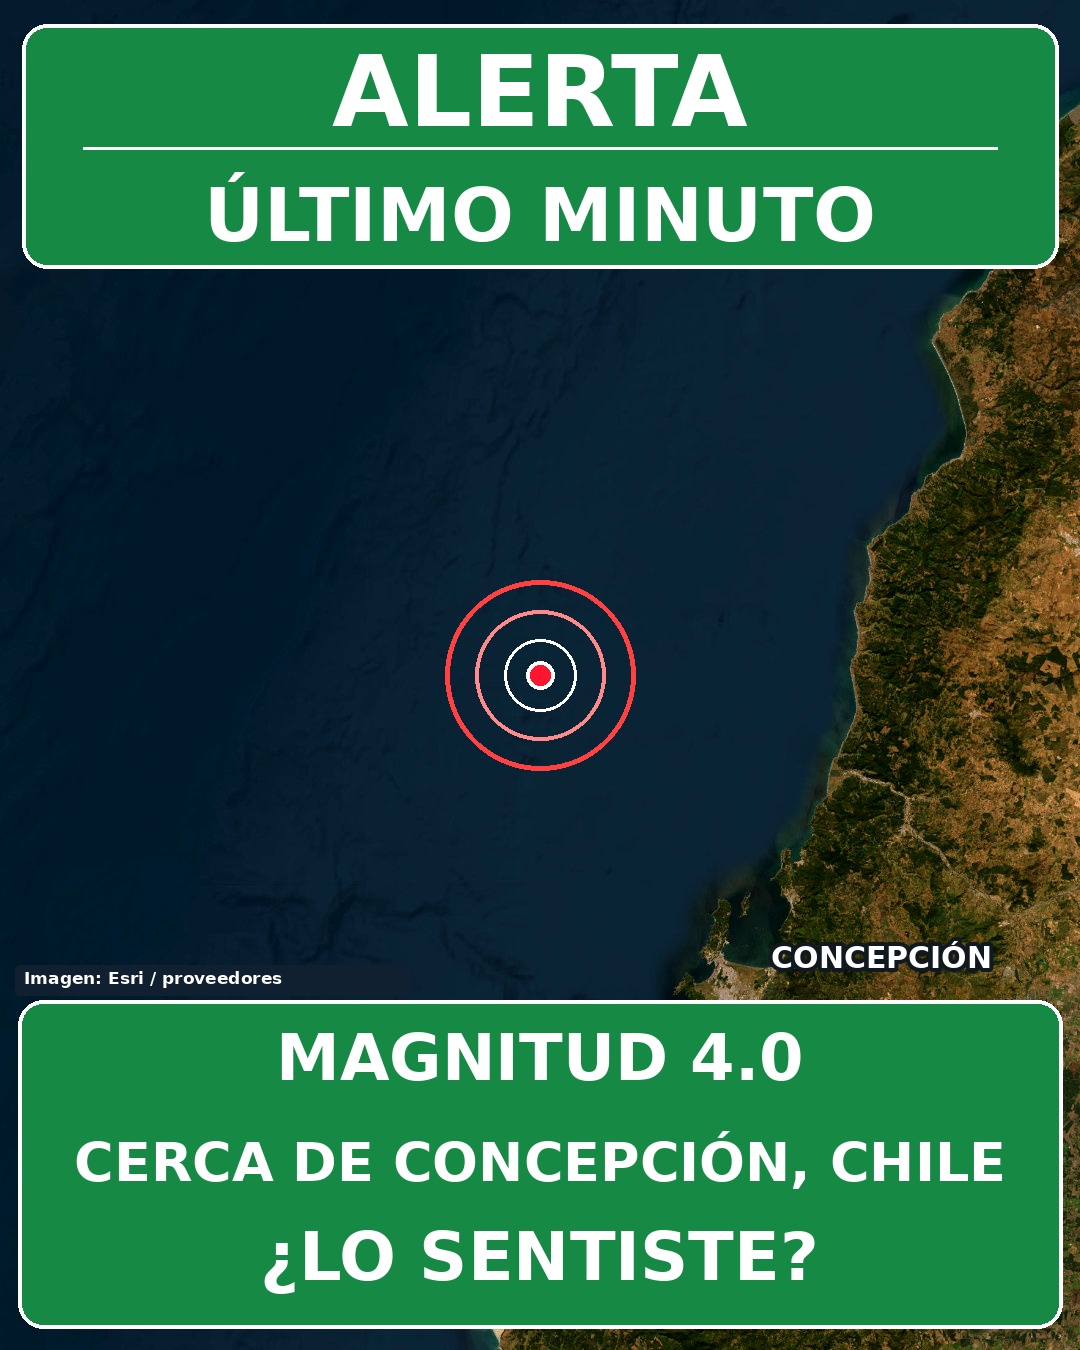 ALERTA
ÚLTIMO MINUTO
CONCEPCIÓN
Imagen: Esri / proveedores
MAGNITUD 4.0
CERCA DE CONCEPCIÓN, CHILE
¿LO SENTISTE?